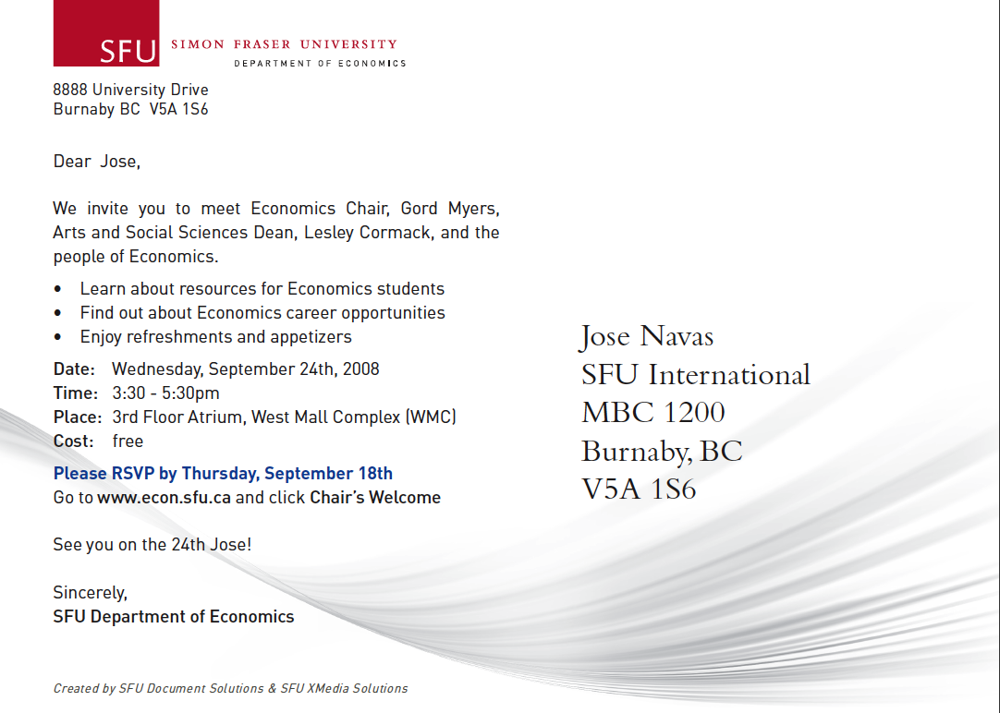 SFU SIMON FRASER UNIVERSITY
DEPARTMENT OF ECONOMICS
8888 University Drive
Burnaby BC V5A 1S6
Dear Jose,
We invite you to meet Economics Chair, Gord Myers,
Arts and Social Sciences Dean, Lesley Cormack, and the
people of Economics.
• Learn about resources for Economics students
• Find out about Economics career opportunities
• Enjoy refreshments and appetizers
Date: Wednesday, September 24th, 2008
Time: 3:30 - 5:30pm
Place: 3rd Floor Atrium, West Mall Complex (WMC)
Cost: free
Please RSVP by Thursday, September 18th
Go to www.econ.sfu.ca and click Chair's Welcome
See you on the 24th Jose!
Sincerely,
SFU Department of Economics
Created by SFU Document Solutions & SFU XMedia Solutions
Jose Navas
SFU International
MBC 1200
Burnaby, BC
V5A 1S6